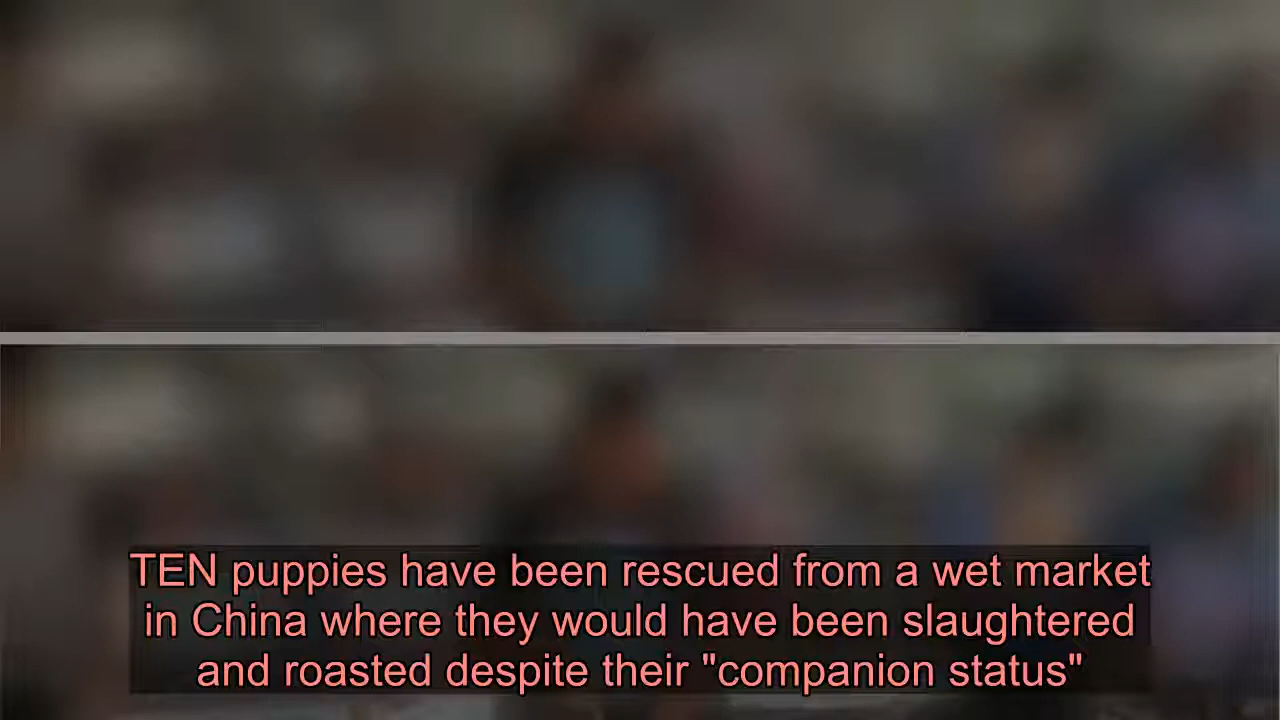 TEN puppies have been rescued from a wet market
in China where they would have been slaughtered
and roasted despite their "companion status"